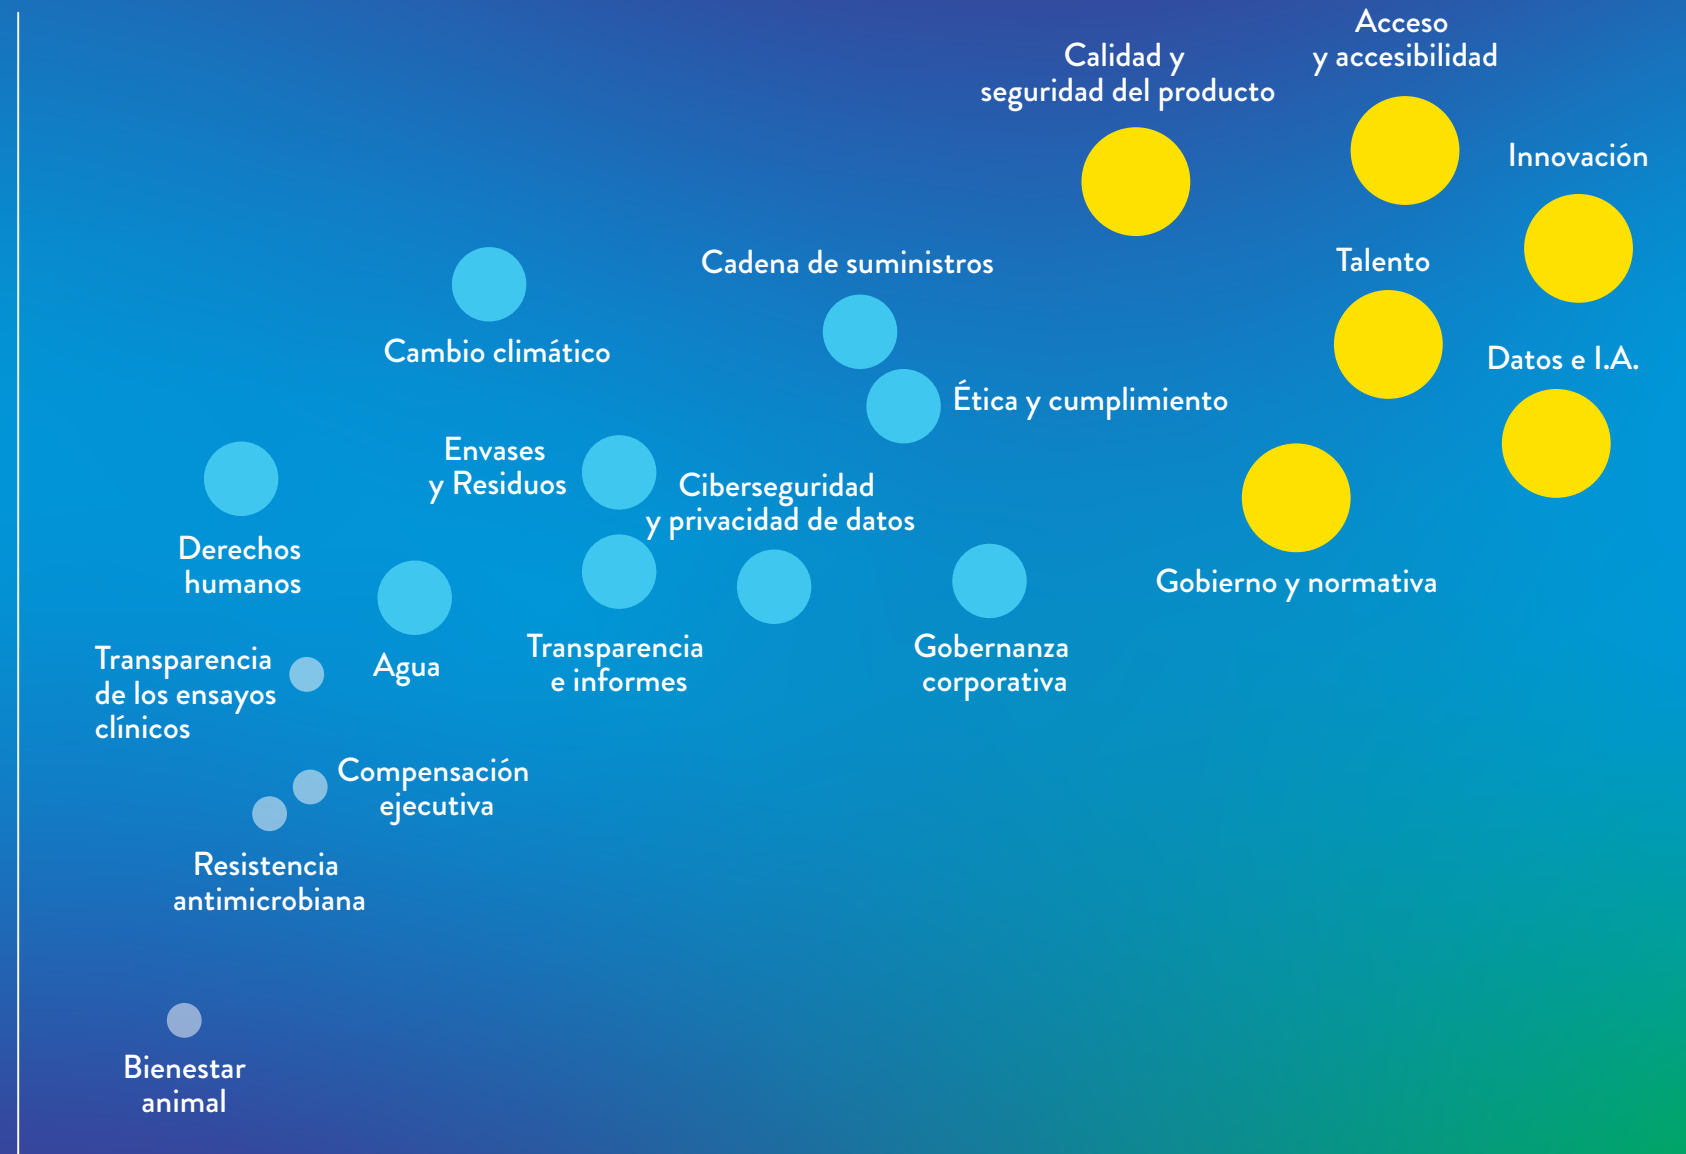 Acceso
y accesibilidad
Calidad y
seguridad del producto
Innovación
Cadena de suministros
Talento
Cambio climático
Datos e I.A.
Ética y cumplimiento
Envases
y Residuos
Ciberseguridad
y privacidad de datos
Derechos
humanos
Gobierno y normativa
Transparencia
de los ensayos
clínicos
Agua
Transparencia
e informes
Gobernanza
corporativa
Compensación
ejecutiva
Resistencia
antimicrobiana
Bienestar
animal